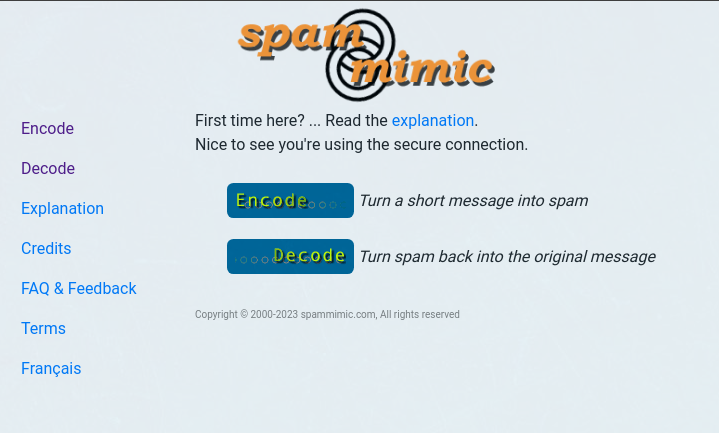 spam
mimic
Encode
Decode
Explanation
Credits
FAQ & Feedback
Terms
Français
First time here? ... Read the explanation.
Nice to see you're using the secure connection.
Encode Turn a short message into spam
Decode Turn spam back into the original message
Copyright © 2000-2023 spammimic.com, All rights reserved